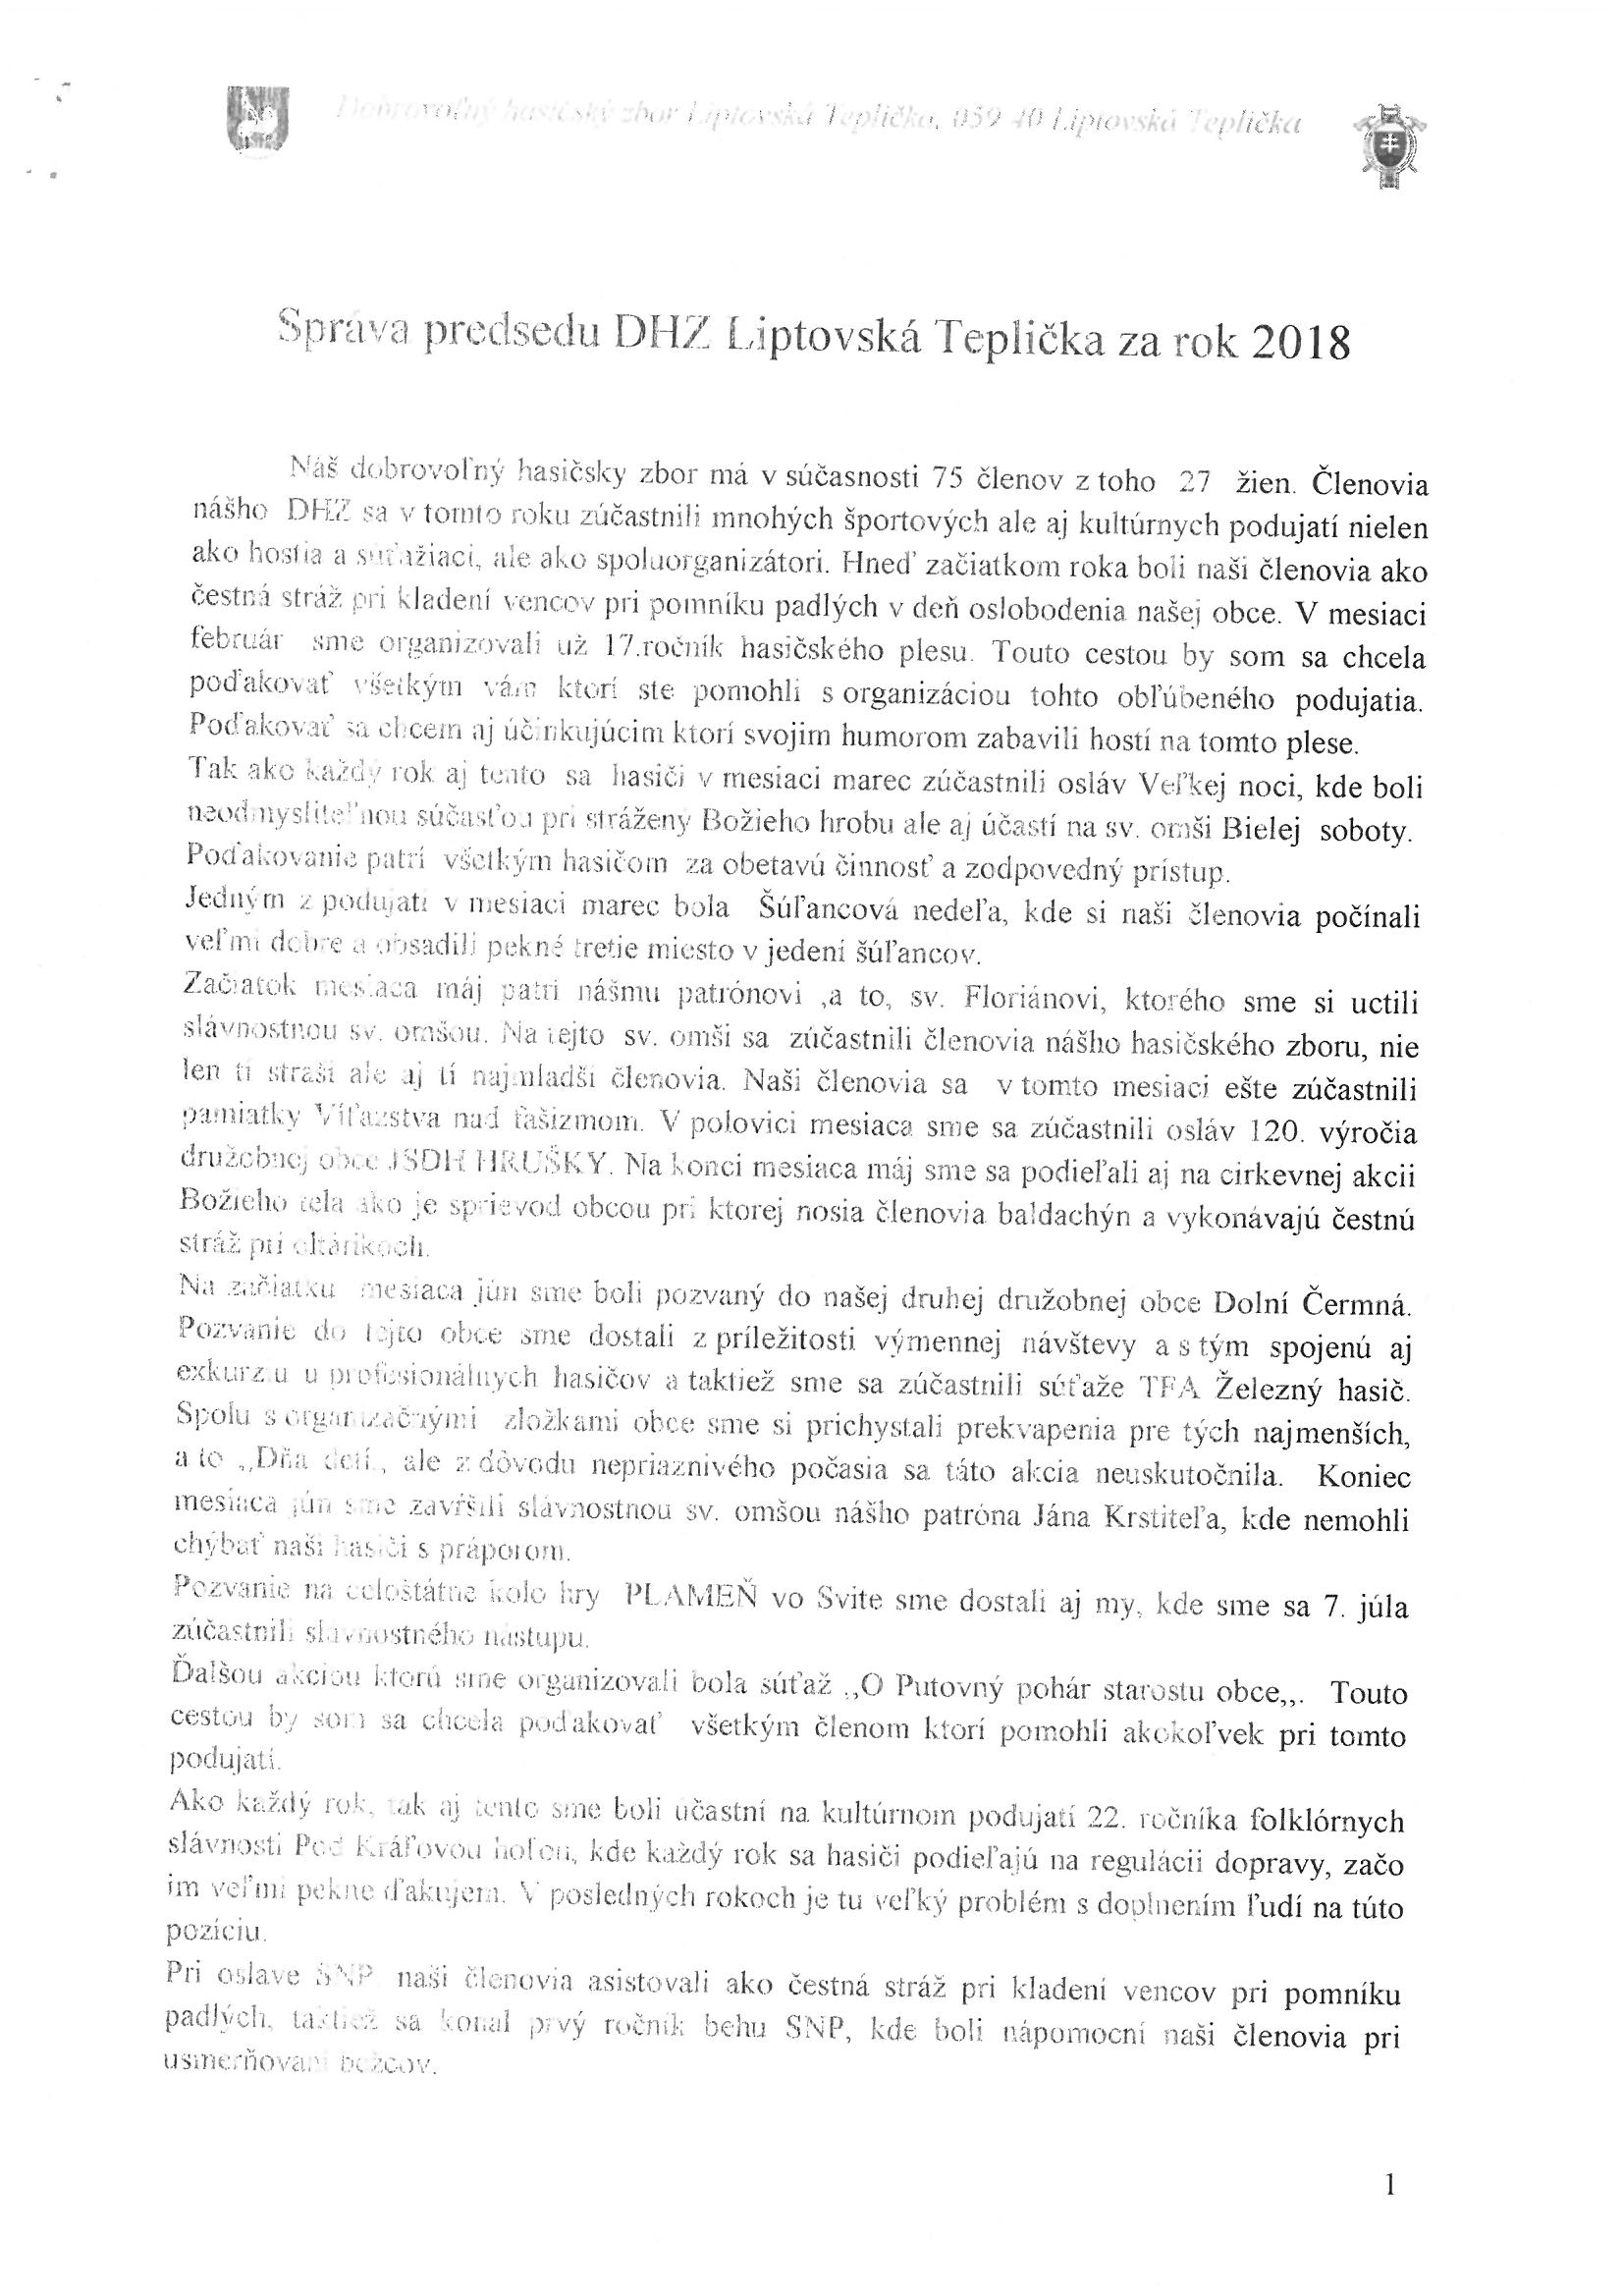 Dobrovoľný hasičský zbor Liptovská Teplička, 059 40 Liptovská Teplička
Správa predsedu DHZ Liptovská Teplička za rok 2018
Náš dobrovoľný hasičsky zbor má v súčasnosti 75 členov z toho 27 žien. Členovia
nášho DHZ sa v tomto roku zúčastnili mnohých športových ale aj kultúrnych podujatí nielen
ako hostia a súťažiaci, ale ako spoluorganizátori. Hneď začiatkom roka boli naši členovia ako
čestná stráž pri kladení vencov pri pomníku padlých v deň oslobodenia našej obce. V mesiaci
február sme organizovali už 17.ročník hasičského plesu. Touto cestou by som sa chcela
poďakovať všetkým vám ktorí ste pomohli s organizáciou tohto obľúbeného podujatia.
Poďakovať sa chcem aj účinkujúcim ktorí svojim humorom zabavili hostí na tomto plese.
Tak ako každý rok aj tento sa hasiči v mesiaci marec zúčastnili osláv Veľkej noci, kde boli
neodmysliteľnou súčasťou pri stráženy Božieho hrobu ale aj účastí na sv. omši Bielej soboty.
Poďakovanie patrí všetkým hasičom za obetavú činnosť a zodpovedný prístup.
Jedným z podujatí v mesiaci marec bola Šúľancová nedeľa, kde si naši členovia počínali
veľmi dobre a obsadili pekné tretie miesto v jedení šúľancov.
Začiatok mesiaca máj patri nášmu patrónovi ,a to, sv. Floriánovi, ktorého sme si uctili
slávnostnou sv. omšou. Na tejto sv. omši sa zúčastnili členovia nášho hasičského zboru, nie
len tí straší ale aj tí najmladší členovia. Naši členovia sa v tomto mesiaci ešte zúčastnili
pamiatky Víťazstva nad fašizmom. V polovici mesiaca sme sa zúčastnili osláv 120. výročia
družobnej obce JSDH HRUŠKY. Na konci mesiaca máj sme sa podieľali aj na cirkevnej akcii
Božieho tela ako je sprievod obcou pri ktorej nosia členovia baldachýn a vykonávajú čestnú
stráž pri oltárikoch.
Na začiatku mesiaca jún sme boli pozvaný do našej druhej družobnej obce Dolní Čermná.
Pozvanie do tejto obce sme dostali z príležitosti výmennej návštevy a s tým spojenú aj
exkurziu u profesionálnych hasičov a taktiež sme sa zúčastnili súťaže TFA Železný hasič.
Spolu s organizačnými zložkami obce sme si prichystali prekvapenia pre tých najmenších,
a to ,,Dňa detí,, ale z dôvodu nepriaznivého počasia sa táto akcia neuskutočnila. Koniec
mesiaca jún sme zavŕšili slávnostnou sv. omšou nášho patróna Jána Krstiteľa, kde nemohli
chýbať naši hasiči s práporom.
Pozvanie na celoštátne kolo hry PLAMEŇ vo Svite sme dostali aj my, kde sme sa 7. júla
zúčastnili slávnostného nástupu.
Ďalšou akciou ktorú sme organizovali bola súťaž ,,O Putovný pohár starostu obce,,. Touto
cestou by som sa chcela poďakovať všetkým členom ktorí pomohli akokoľvek pri tomto
podujatí.
Ako každý rok, tak aj tento sme boli účastní na kultúrnom podujatí 22. ročníka folklórnych
slávnosti Pod Kráľovou hoľou, kde každý rok sa hasiči podieľajú na regulácii dopravy, začo
im veľmi pekne ďakujem. V posledných rokoch je tu veľký problém s doplnením ľudí na túto
pozíciu.
Pri oslave SNP naši členovia asistovali ako čestná stráž pri kladení vencov pri pomníku
padlých, taktiež sa konal prvý ročník behu SNP, kde boli nápomocní naši členovia pri
usmerňovaní bežcov.
1